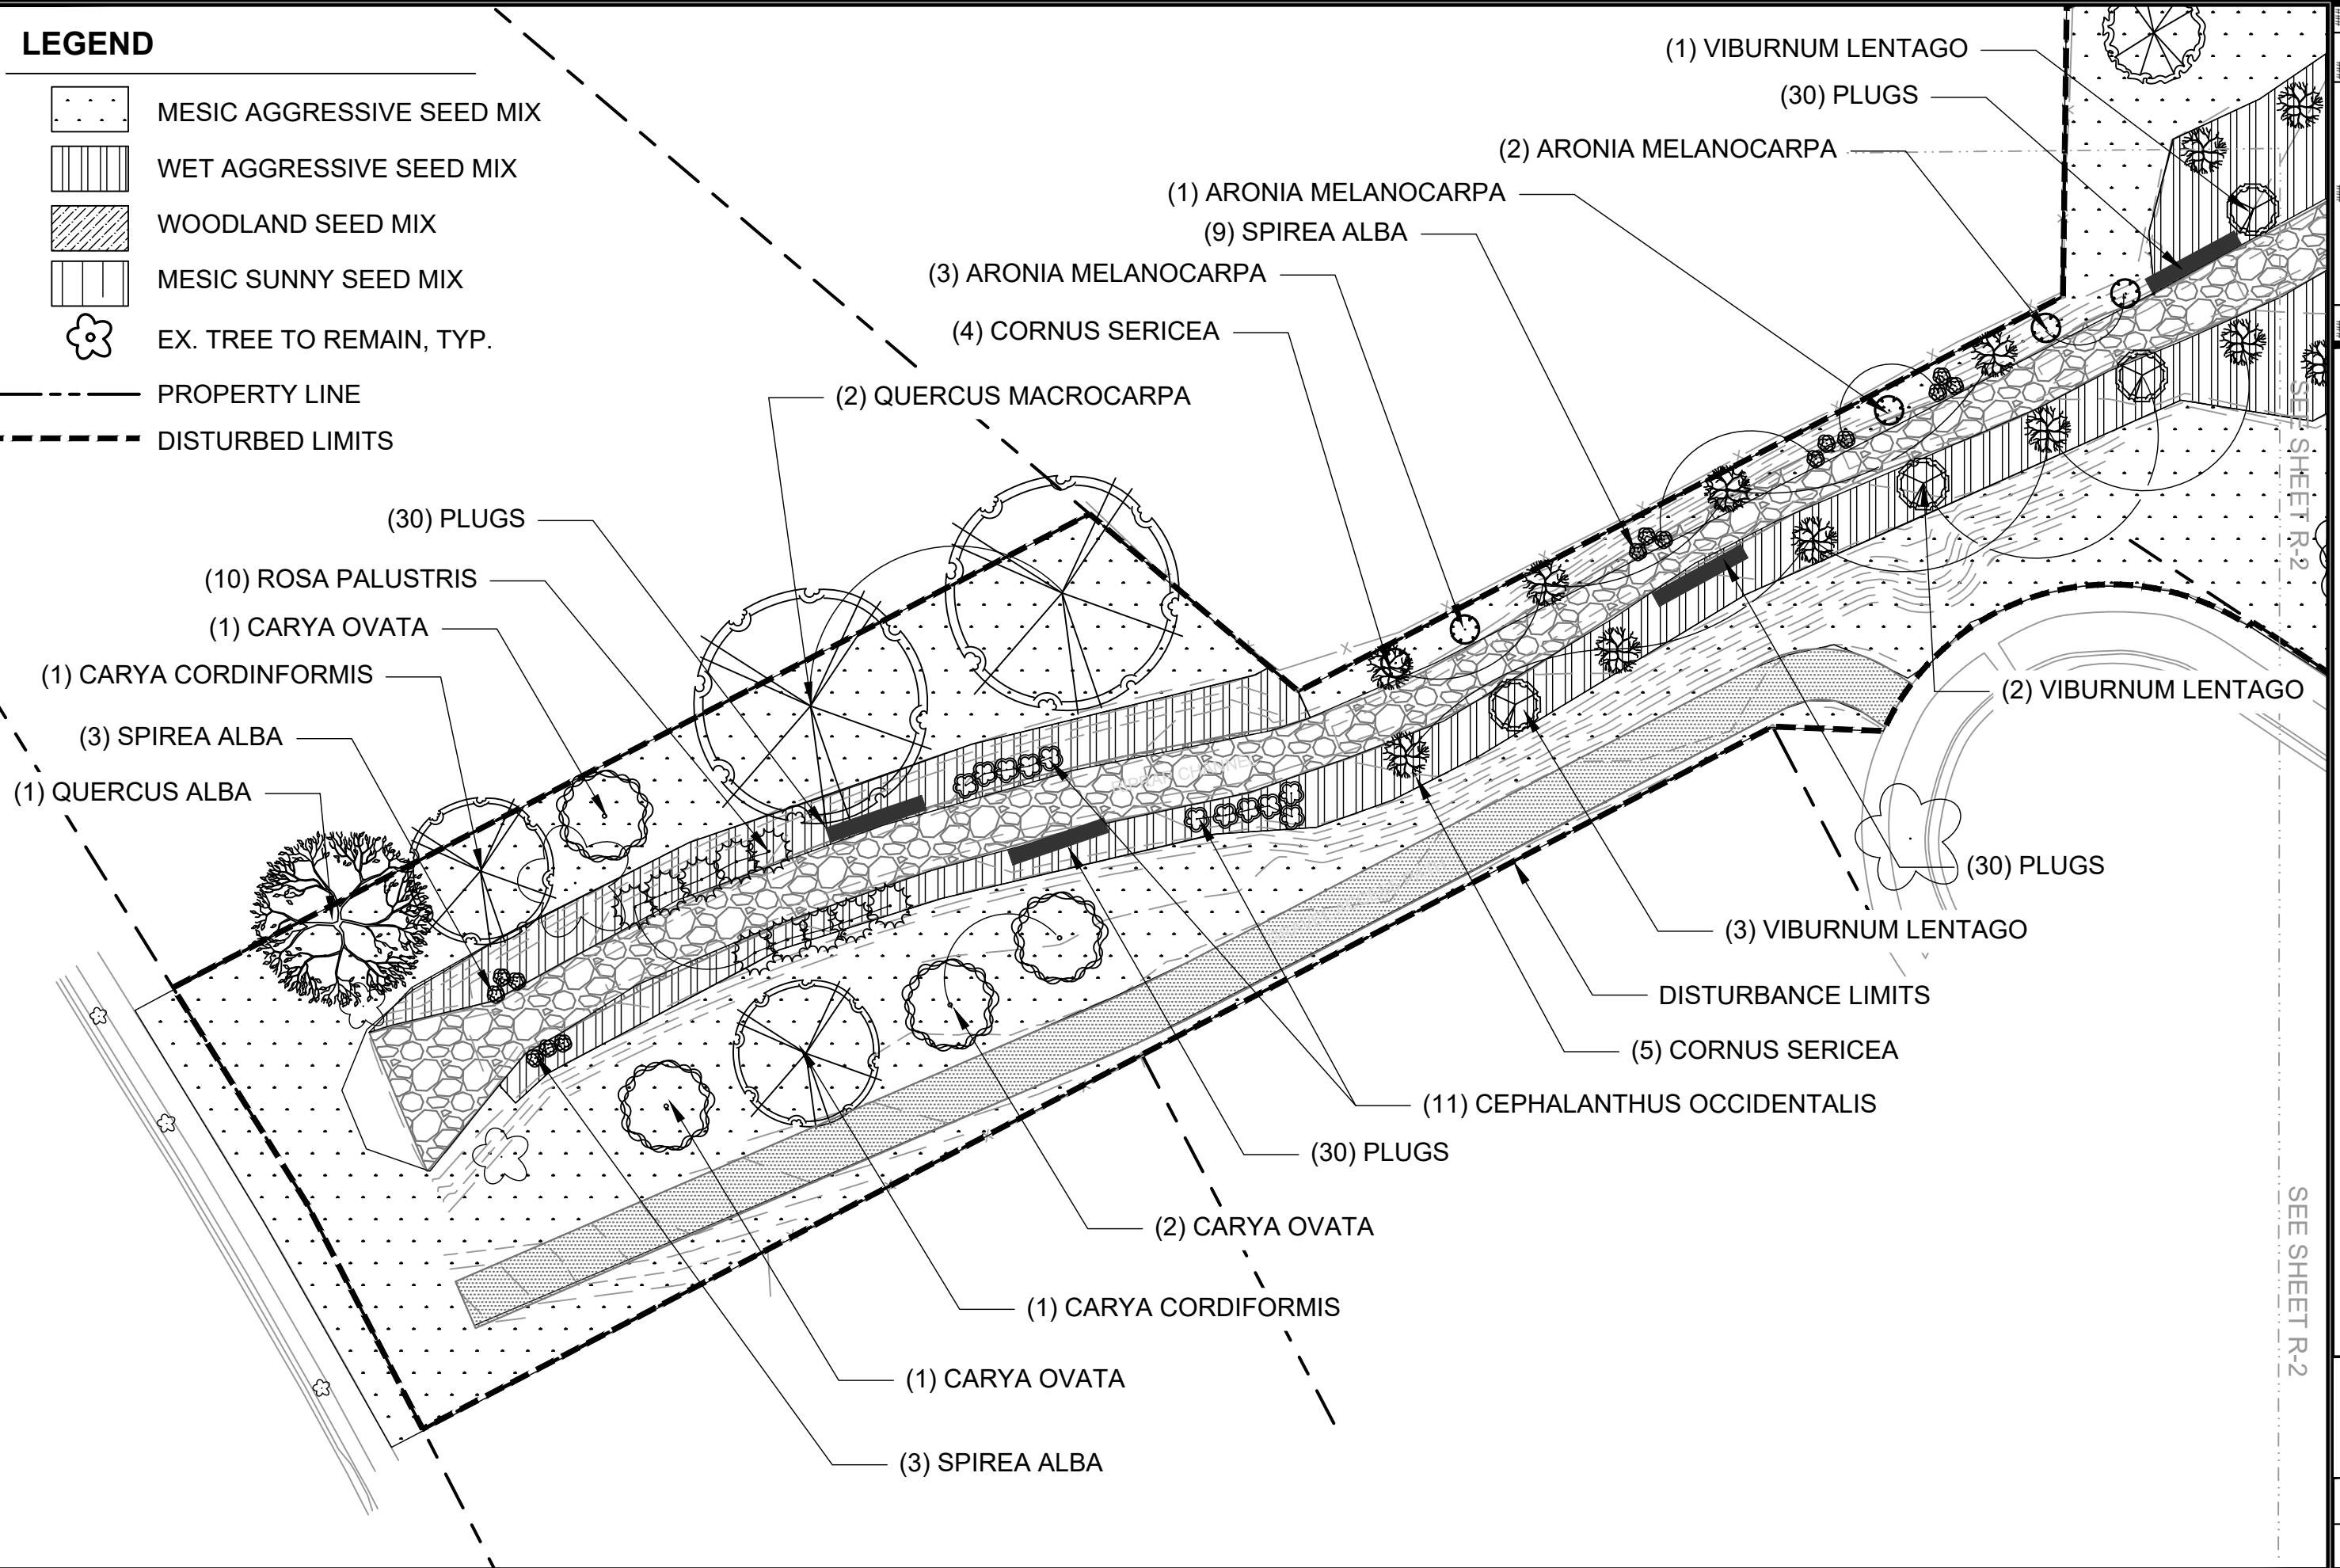 LEGEND
MESIC AGGRESSIVE SEED MIX
WET AGGRESSIVE SEED MIX
WOODLAND SEED MIX
MESIC SUNNY SEED MIX
EX. TREE TO REMAIN, TYP.
PROPERTY LINE
DISTURBED LIMITS
(1) VIBURNUM LENTAGO
(30) PLUGS
(2) ARONIA MELANOCARPA
(1) ARONIA MELANOCARPA
(9) SPIREA ALBA
(3) ARONIA MELANOCARPA
(4) CORNUS SERICEA
(2) QUERCUS MACROCARPA
(30) PLUGS
(10) ROSA PALUSTRIS
(1) CARYA OVATA
(1) CARYA CORDINFORMIS
(3) SPIREA ALBA
(1) QUERCUS ALBA
SEE SHEET R-2
(2) VIBURNUM LENTAGO
(30) PLUGS
(3) VIBURNUM LENTAGO
DISTURBANCE LIMITS
(5) CORNUS SERICEA
(11) CEPHALANTHUS OCCIDENTALIS
(30) PLUGS
(2) CARYA OVATA
(1) CARYA CORDIFORMIS
(1) CARYA OVATA
(3) SPIREA ALBA
SEE SHEET R-2